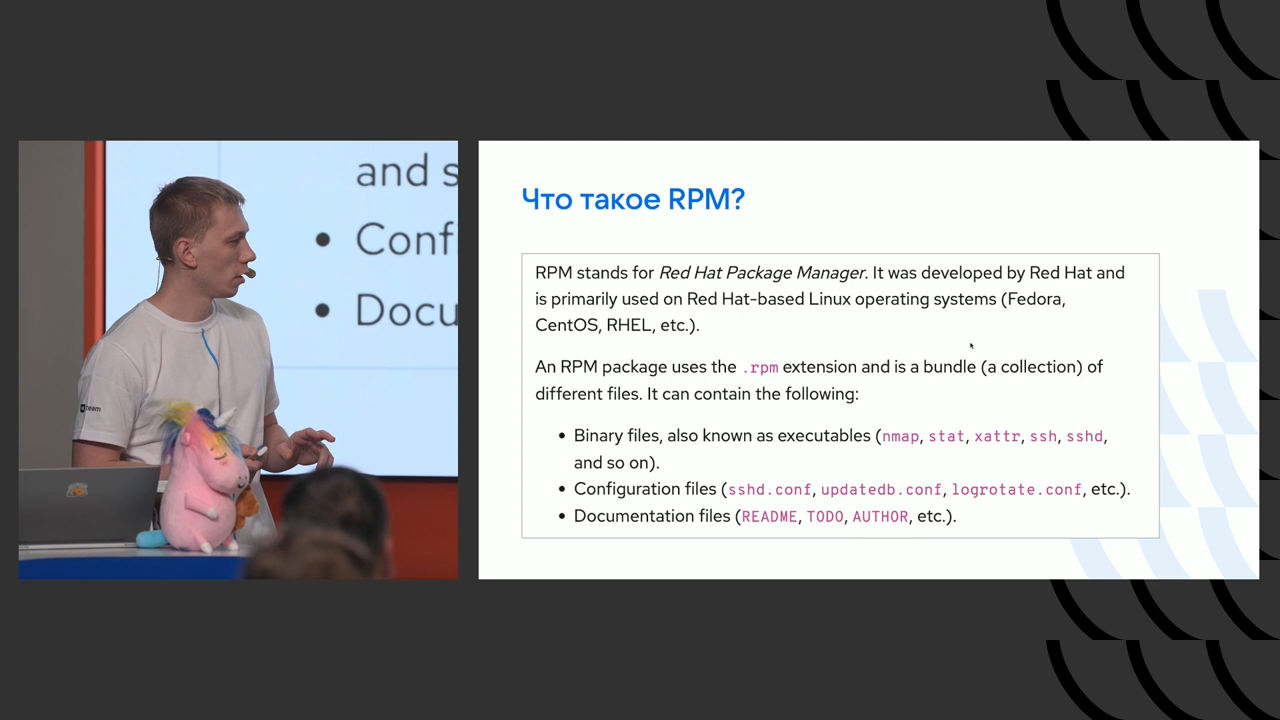 and s
• Conf
• Docu
team
Что такое RPM?
RPM stands for Red Hat Package Manager. It was developed by Red Hat and
is primarily used on Red Hat-based Linux operating systems (Fedora,
CentOS, RHEL, etc.).
An RPM package uses the .rpm extension and is a bundle (a collection) of
different files. It can contain the following:
• Binary files, also known as executables (nmap, stat, xattr, ssh, sshd,
and so on).
• Configuration files (sshd.conf, updatedb.conf, logrotate.conf, etc.).
• Documentation files (README, TODO, AUTHOR, etc.).